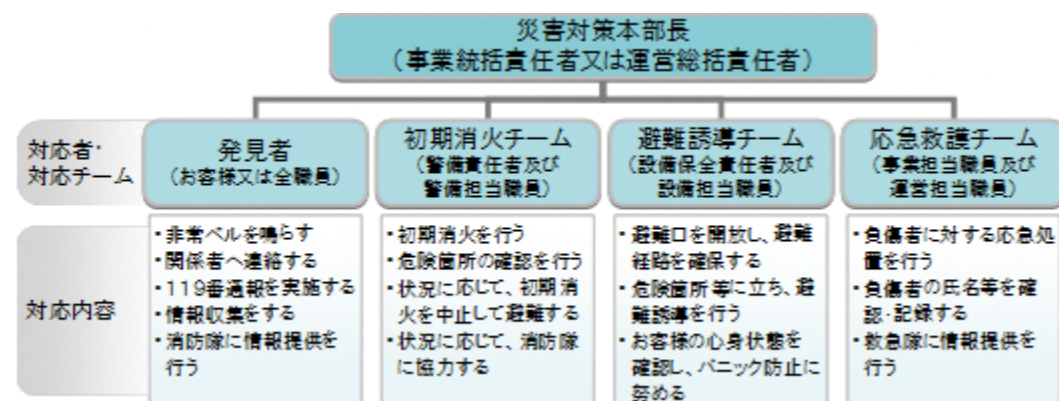 災害対策本部長
（事業統括責任者又は運営総括責任者）
対応者・
対応チーム
発見者
（お客様又は全職員）
初期消火チーム
（警備責任者及び
警備担当職員）
避難誘導チーム
（設備保全責任者及び
設備担当職員）
応急救護チーム
（事業担当職員及び
運営担当職員）
対応内容
・非常ベルを鳴らす
・関係者へ連絡する
・119番通報を実施する
・情報収集をする
・消防隊に情報提供を
行う
・初期消火を行う
・危険箇所の確認を行う
・状況に応じて、初期消
火を中止して避難する
・状況に応じて、消防隊
に協力する
・避難口を開放し、避難
経路を確保する
・危険箇所等に立ち、避
難誘導を行う
・お客様の心身状態を
確認し、パニック防止に
努める
・負傷者に対する応急処
置を行う
・負傷者の氏名等を確
認・記録する
・救急隊に情報提供を
行う